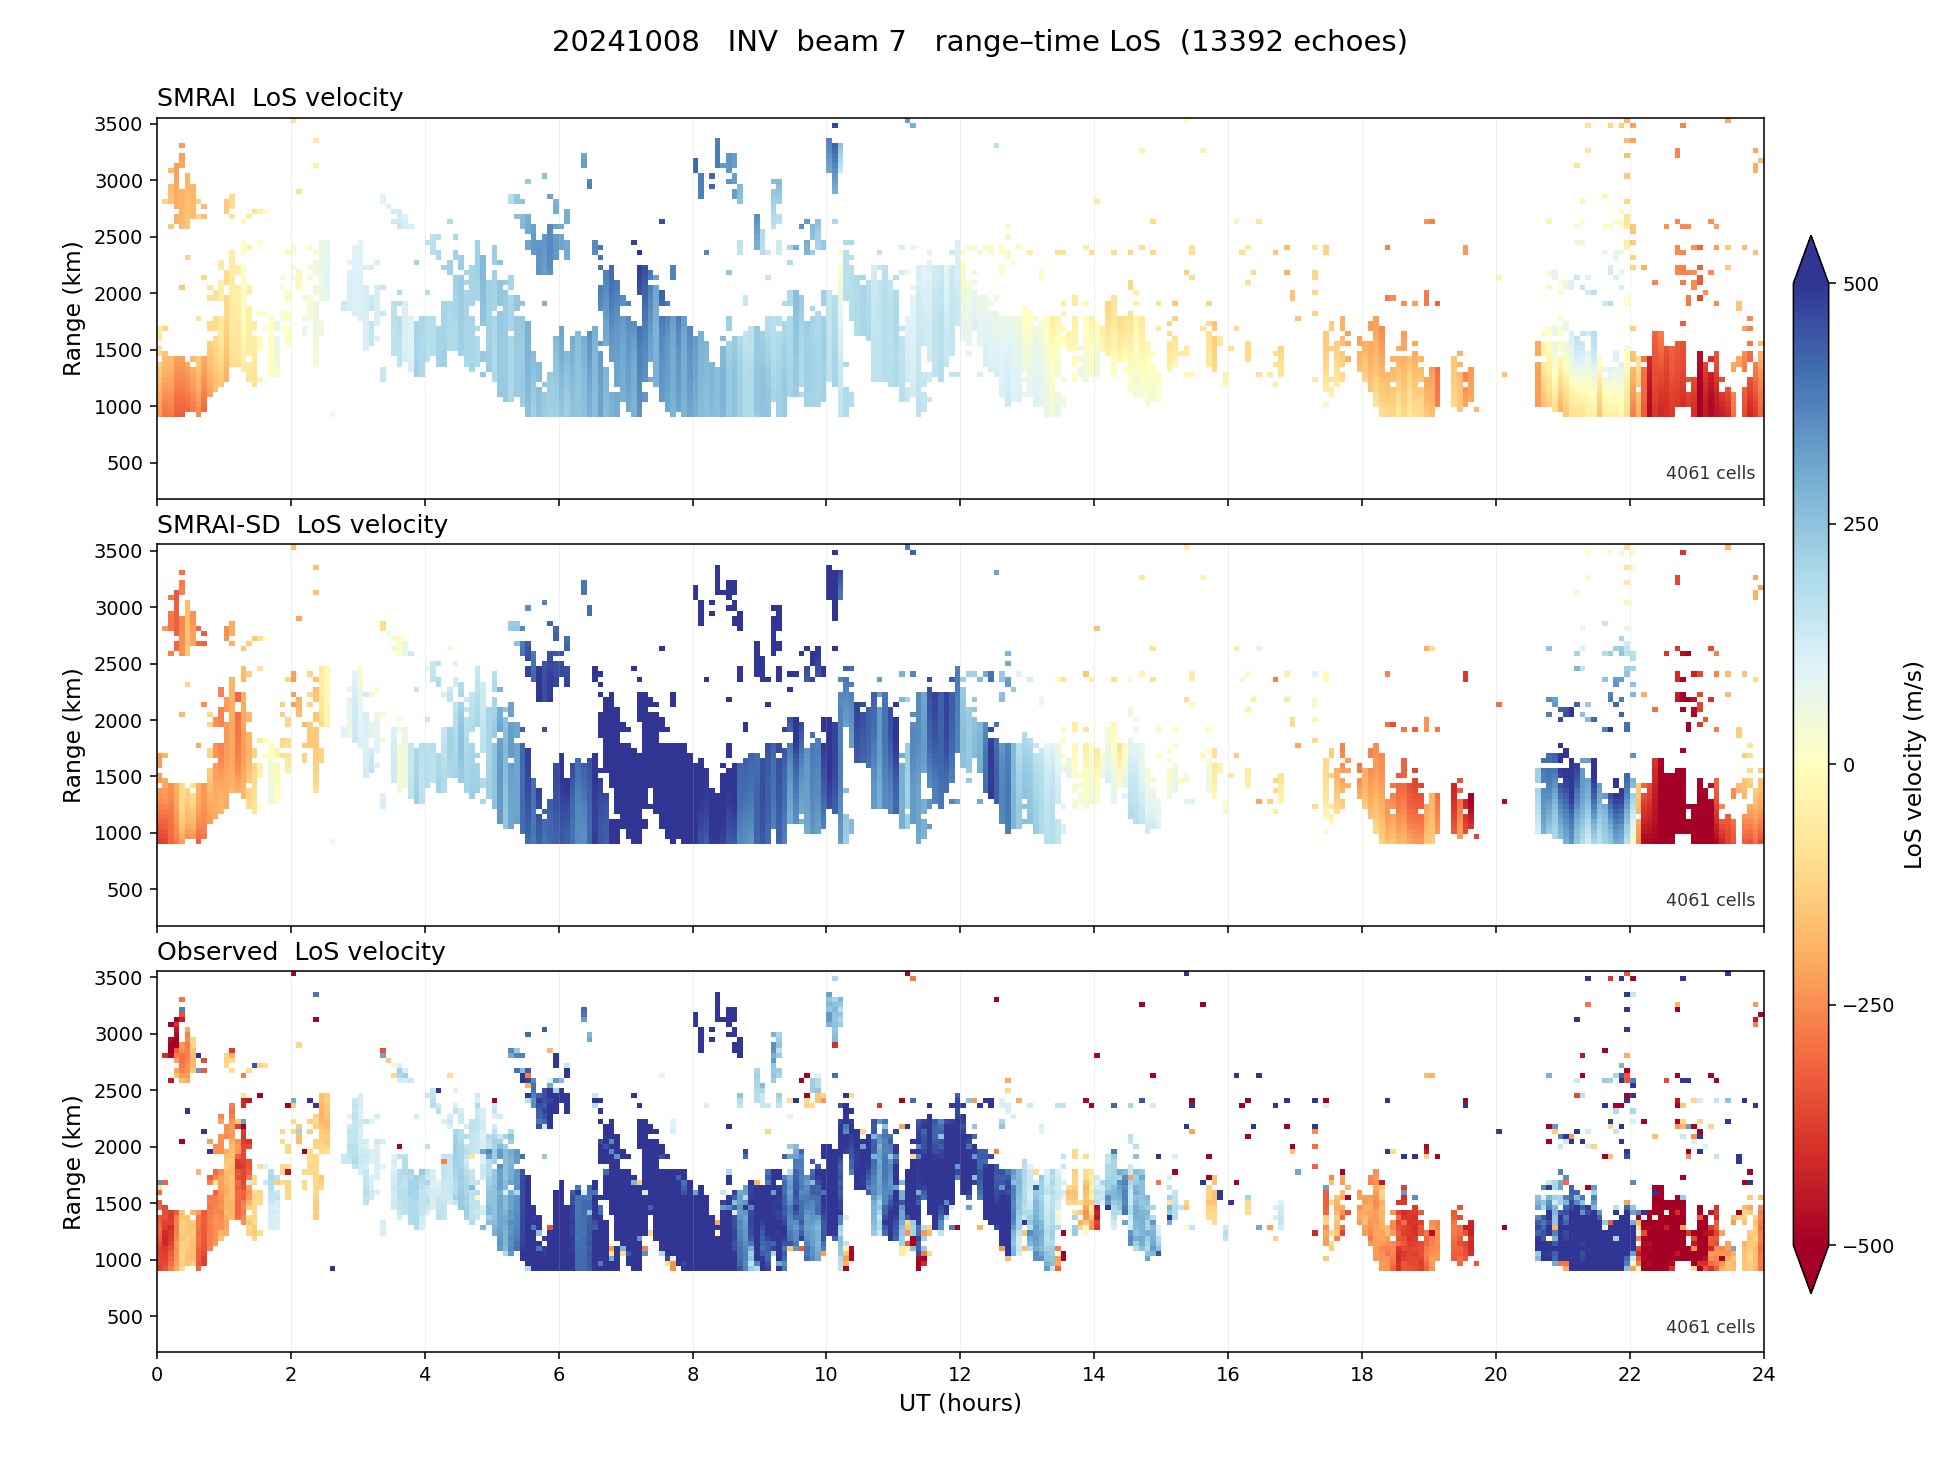 20241008   INV  beam 7   range–time LoS  (13392 echoes)
SMRAI  LoS velocity
3500
3000
2500
2000
1500
1000
500
Range (km)
4061 cells
SMRAI-SD  LoS velocity
3500
3000
2500
2000
1500
1000
500
Range (km)
4061 cells
Observed  LoS velocity
3500
3000
2500
2000
1500
1000
500
Range (km)
4061 cells
0 2 4 6 8 10 12 14 16 18 20 22 24
UT (hours)
500
250
0
−250
−500
LoS velocity (m/s)